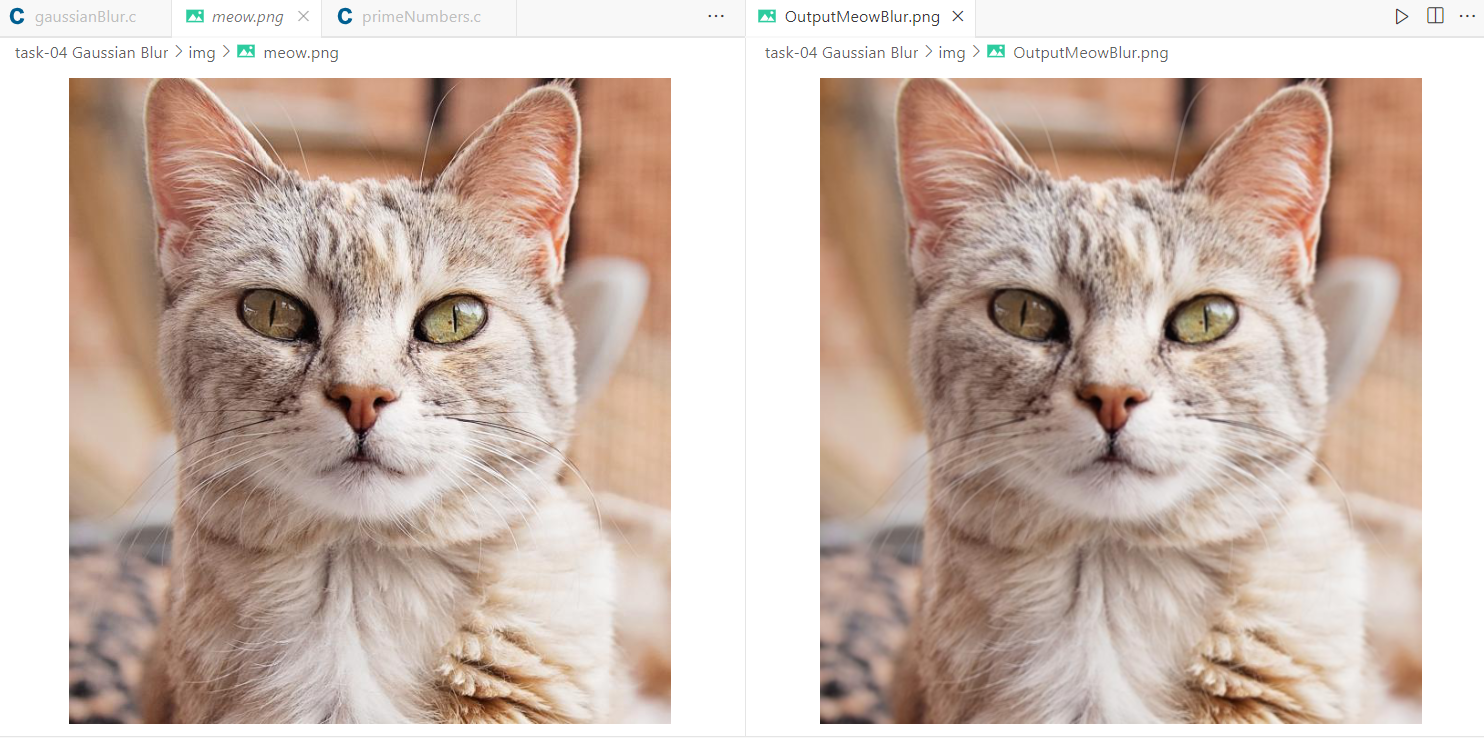 C gaussianBlur.c meow.png C primeNumbers.c ...
task-04 Gaussian Blur > img > meow.png
OutputMeowBlur.png ...
task-04 Gaussian Blur > img > OutputMeowBlur.png